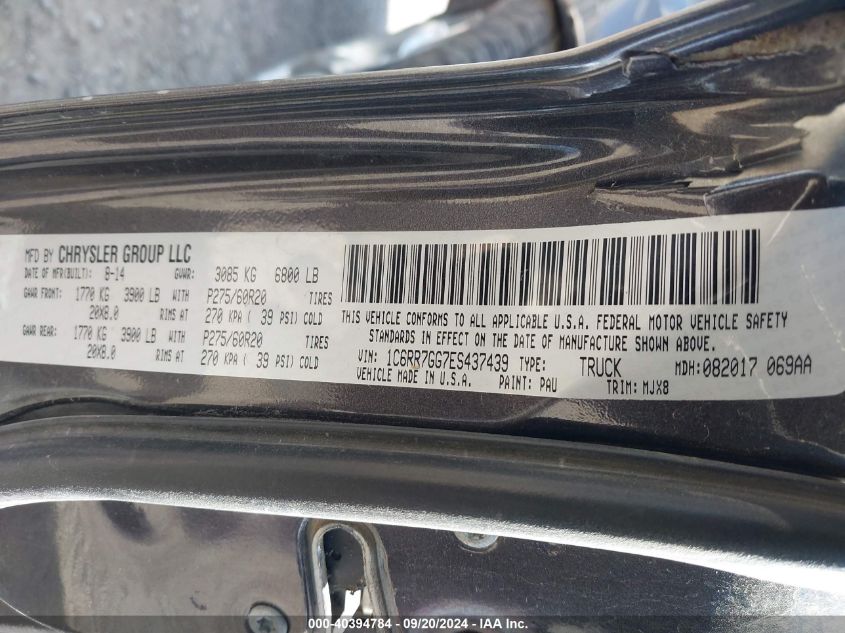 MFD BY CHRYSLER GROUP LLC
DATE OF MFR(BUILT): 8-14 GVWR: 3085 KG 6800 LB
GAWR FRONT: 1770 KG 3900 LB WITH P275/60R20 TIRES
20X8.0 RIMS AT 270 KPA ( 39 PSI) COLD
GAWR REAR: 1770 KG 3900 LB WITH P275/60R20 TIRES
20X8.0 RIMS AT 270 KPA ( 39 PSI) COLD
THIS VEHICLE CONFORMS TO ALL APPLICABLE U.S.A. FEDERAL MOTOR VEHICLE SAFETY
STANDARDS IN EFFECT ON THE DATE OF MANUFACTURE SHOWN ABOVE.
VIN: 1C6RR7GG7ES437439 TYPE: TRUCK MDH:082017 069AA
VEHICLE MADE IN U.S.A. PAINT: PAU TRIM: MJX8
000-40394784 - 09/20/2024 - IAA